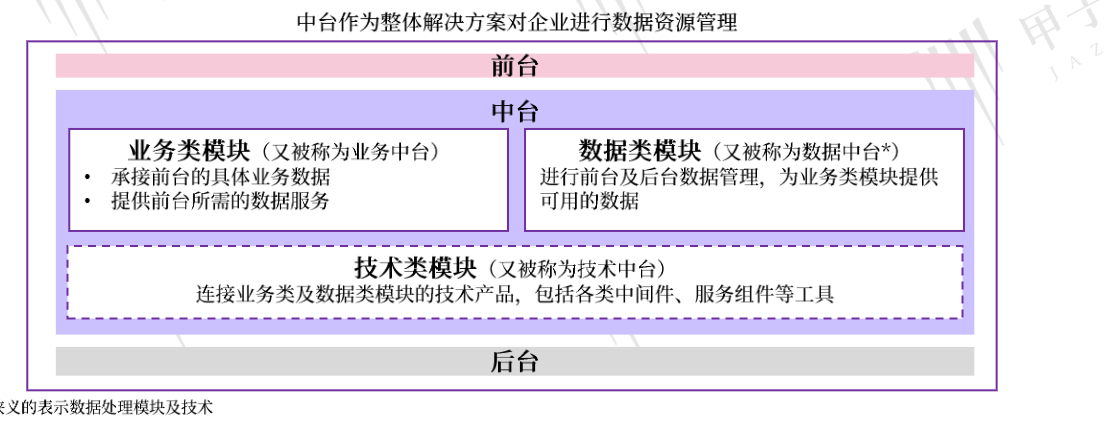 中台作为整体解决方案对企业进行数据资源管理
前台
中台
业务类模块（又被称为业务中台）
• 承接前台的具体业务数据
• 提供前台所需的数据服务
数据类模块（又被称为数据中台*）
进行前台及后台数据管理，为业务类模块提供
可用的数据
技术类模块（又被称为技术中台）
连接业务类及数据类模块的技术产品，包括各类中间件、服务组件等工具
后台
义的表示数据处理模块及技术
甲子
JAZ